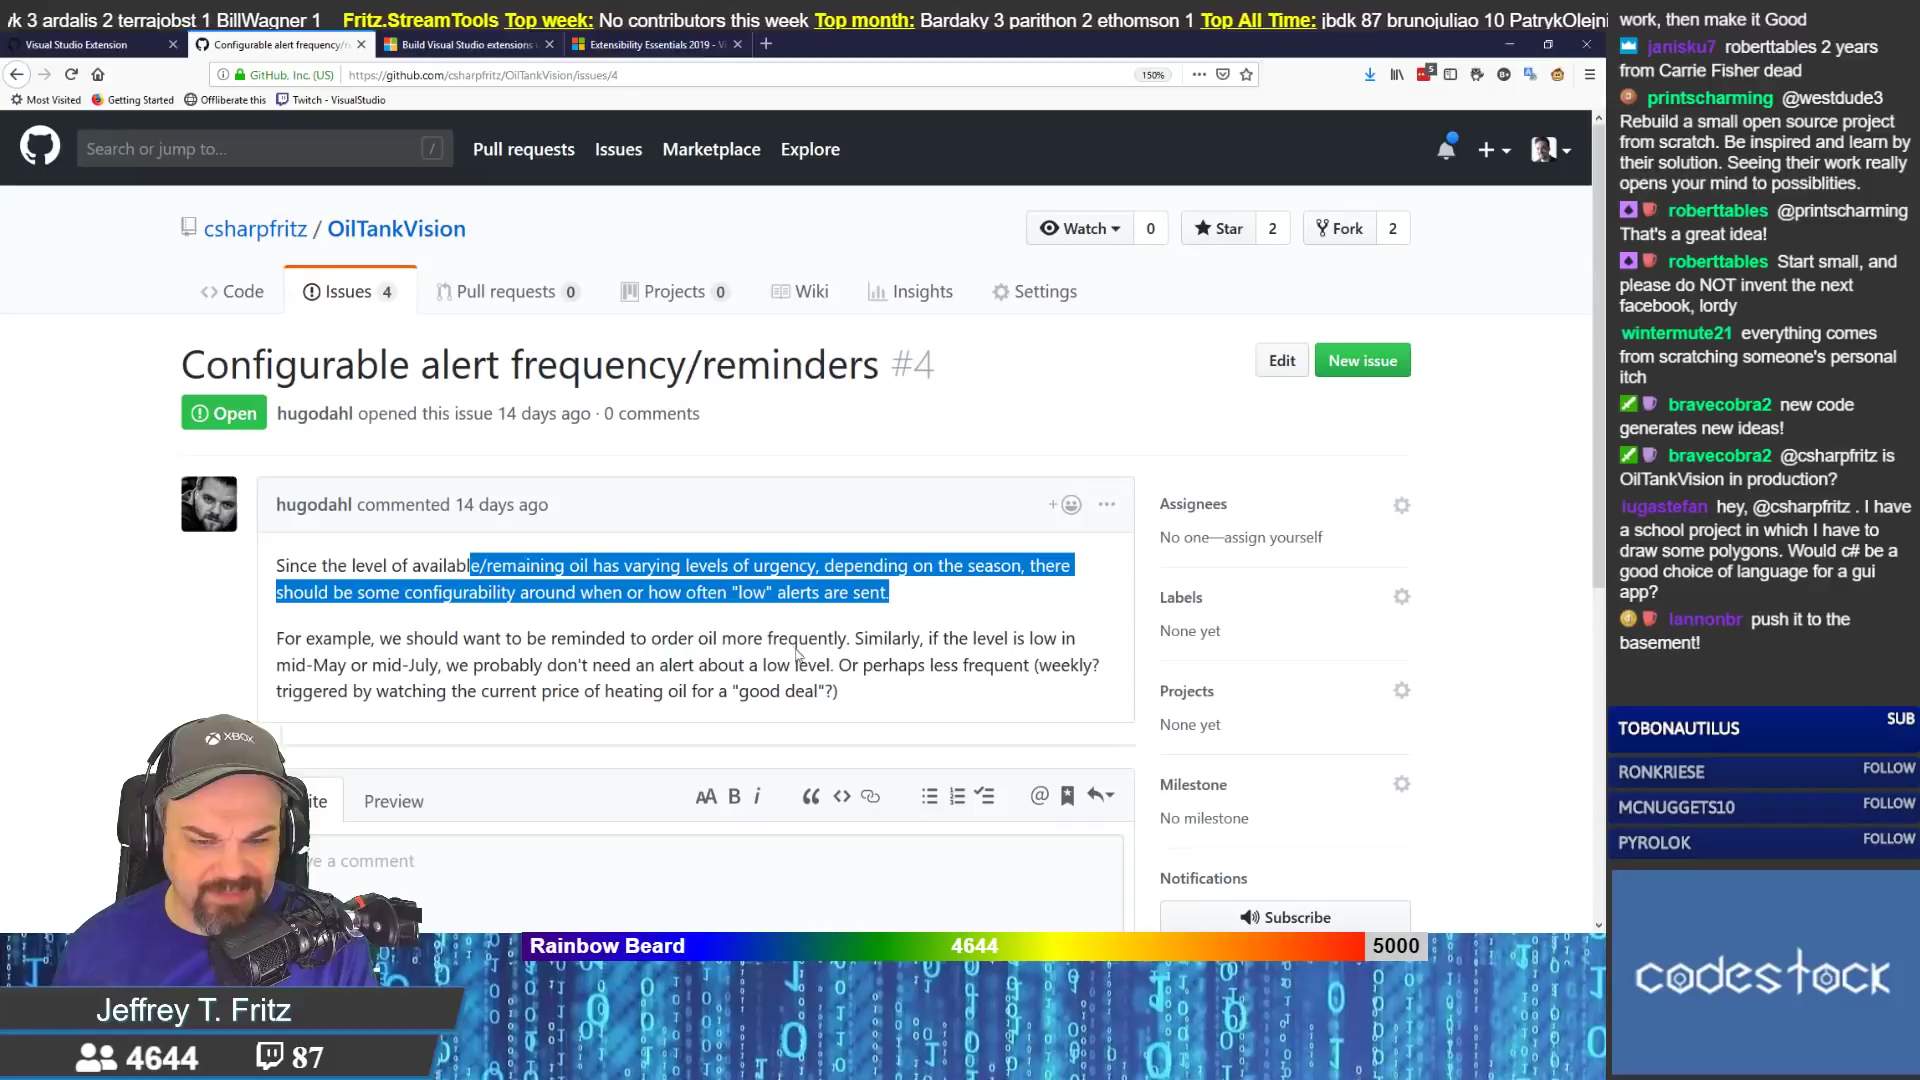 k 3 ardalis 2 terrajobst 1 BillWagner 1 Fritz.StreamTools Top week: No contributors this week Top month: Bardaky 3 parithon 2 ethomson 1 Top All Time: jbdk 87 brunojuliao 10 PatrykOlejni
Visual Studio Extension
Configurable alert frequency/r
Build Visual Studio extensions
Extensibility Essentials 2019 - Vi
GitHub, Inc. (US)
https://github.com/csharpfritz/OilTankVision/issues/4
150%
5
Most Visited
Getting Started
Offliberate this
Twitch - VisualStudio
Search or jump to...
/
Pull requests
Issues
Marketplace
Explore
csharpfritz / OilTankVision
Watch 0
Star 2
Fork 2
Code
Issues 4
Pull requests 0
Projects 0
Wiki
Insights
Settings
Configurable alert frequency/reminders #4
Edit
New issue
Open
hugodahl opened this issue 14 days ago · 0 comments
hugodahl commented 14 days ago
Since the level of available/remaining oil has varying levels of urgency, depending on the season, there
should be some configurability around when or how often "low" alerts are sent.
For example, we should want to be reminded to order oil more frequently. Similarly, if the level is low in
mid-May or mid-July, we probably don't need an alert about a low level. Or perhaps less frequent (weekly?
triggered by watching the current price of heating oil for a "good deal"?)
Assignees
No one—assign yourself
Labels
None yet
Projects
None yet
Milestone
No milestone
Notifications
Subscribe
ite
Preview
AA B i
e a comment
XBOX
Rainbow Beard 4644 5000
Jeffrey T. Fritz
4644 87
work, then make it Good
janisku7 roberttables 2 years
from Carrie Fisher dead
printscharming @westdude3
Rebuild a small open source project
from scratch. Be inspired and learn by
their solution. Seeing their work really
opens your mind to possiblities.
roberttables @printscharming
That's a great idea!
roberttables Start small, and
please do NOT invent the next
facebook, lordy
wintermute21 everything comes
from scratching someone's personal
itch
bravecobra2 new code
generates new ideas!
bravecobra2 @csharpfritz is
OilTankVision in production?
iugastefan hey, @csharpfritz . I have
a school project in which I have to
draw some polygons. Would c# be a
good choice of language for a gui
app?
lannonbr push it to the
basement!
TOBONAUTILUS SUB
RONKRIESE FOLLOW
MCNUGGETS10 FOLLOW
PYROLOK FOLLOW
codestock